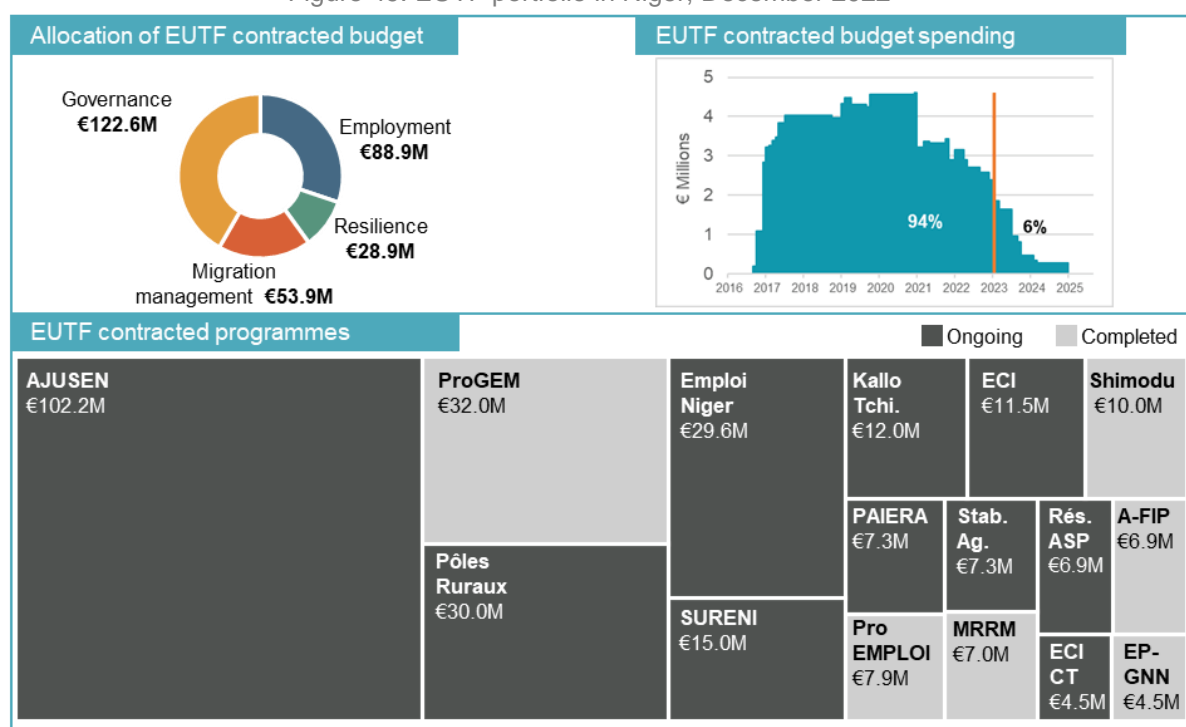 Allocation of EUTF contracted budget
Governance
€122.6M
Employment
€88.9M
Resilience
€28.9M
Migration
management €53.9M
EUTF contracted budget spending
€ Millions
5
4
3
2
1
0
94%
6%
2016 2017 2018 2019 2020 2021 2022 2023 2024 2025
EUTF contracted programmes
Ongoing
Completed
AJUSEN
€102.2M
ProGEM
€32.0M
Pôles
Ruraux
€30.0M
Emploi
Niger
€29.6M
SURENI
€15.0M
Kallo
Tchi.
€12.0M
ECI
€11.5M
Shimodu
€10.0M
PAIERA
€7.3M
Stab.
Ag.
€7.3M
Rés.
ASP
€6.9M
A-FIP
€6.9M
Pro
EMPLOI
€7.9M
MRRM
€7.0M
ECI
CT
€4.5M
EP-
GNN
€4.5M